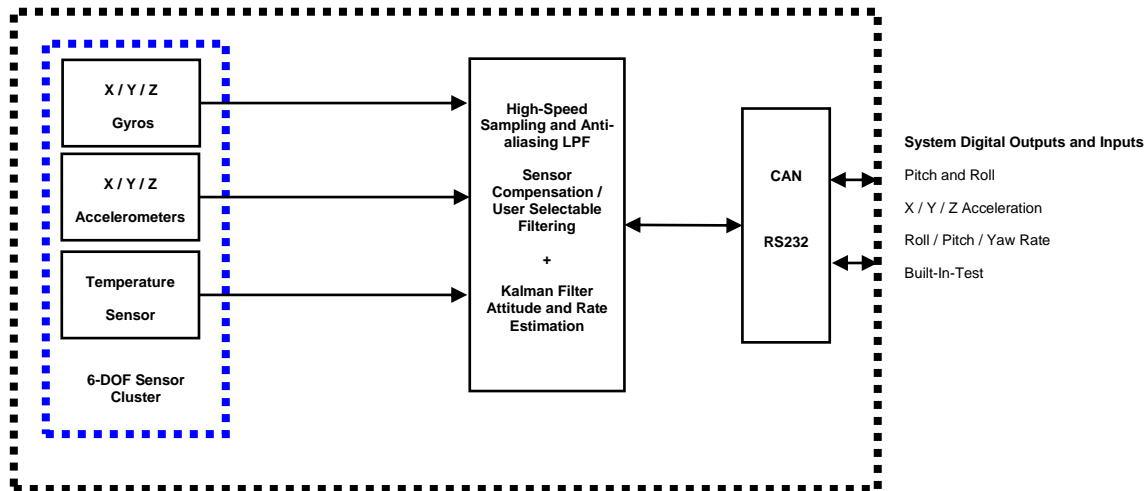 X / Y / Z
Gyros
X / Y / Z
Accelerometers
Temperature
Sensor
6-DOF Sensor
Cluster
High-Speed
Sampling and Anti-
aliasing LPF
Sensor
Compensation /
User Selectable
Filtering
+
Kalman Filter
Attitude and Rate
Estimation
CAN
RS232
System Digital Outputs and Inputs
Pitch and Roll
X / Y / Z Acceleration
Roll / Pitch / Yaw Rate
Built-In-Test